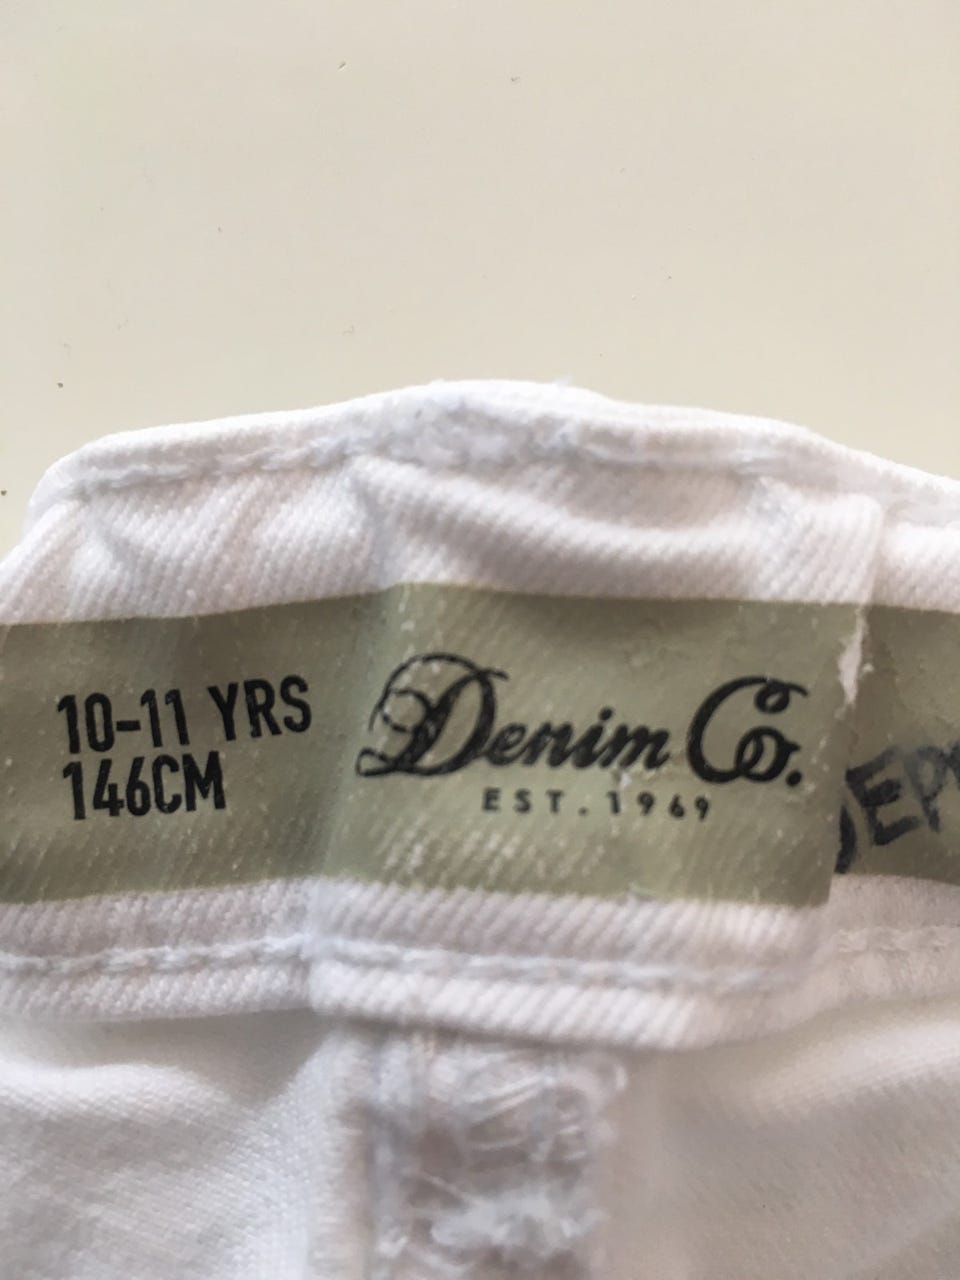 10-11 YRS
146CM
Denim Co.
EST. 1969